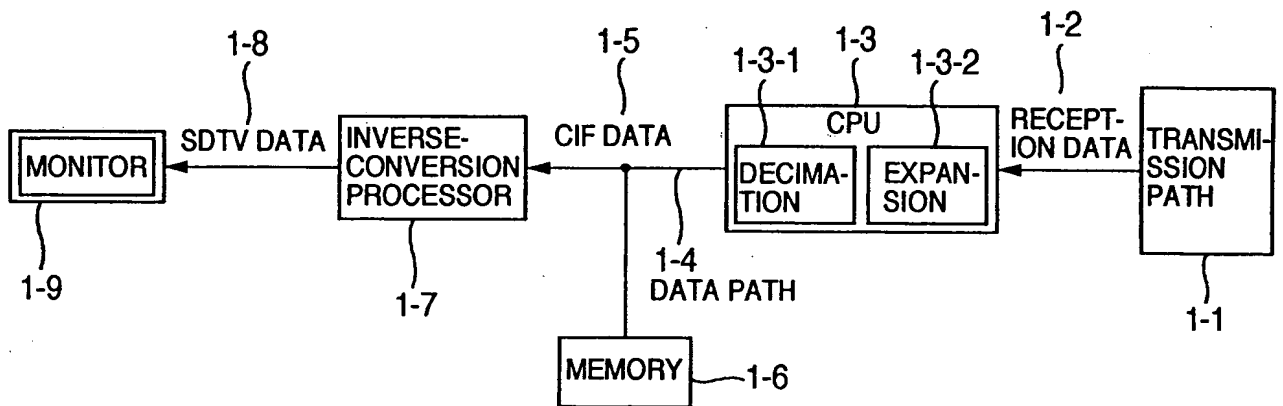 1-8
1-5
1-3-1
1-3
1-3-2
1-2
SDTV DATA
CIF DATA
CPU
RECEPT-
ION DATA
MONITOR
INVERSE-
CONVERSION
PROCESSOR
DECIMA-
TION
EXPAN-
SION
TRANSMI-
SSION
PATH
1-9
1-7
1-4
DATA PATH
1-1
MEMORY
1-6